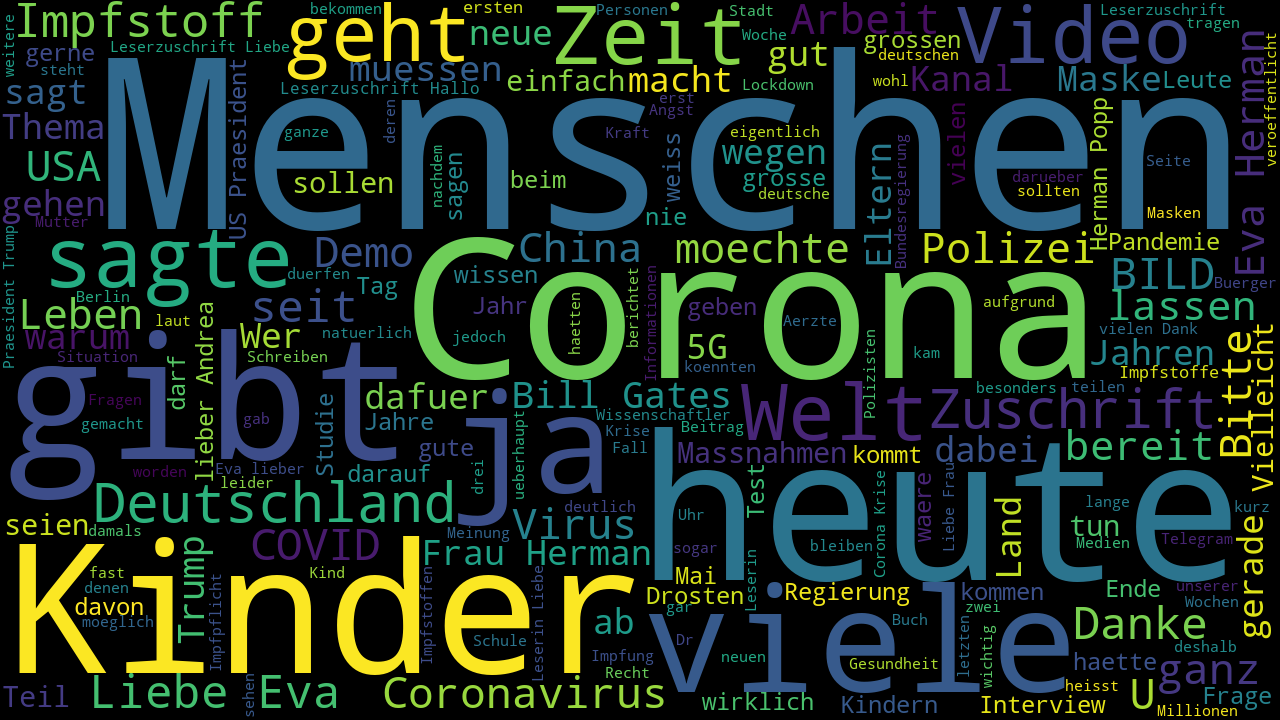 Impfstoff
bekommen
ersten
Zeit
Personen
Stadt
Arbeit
Video
Leserzuschrift
tragen
weitere
gerne
Leserzuschrift Liebe
geht
neue
Woche
gut
grossen
deutschen
steht
muessen
einfach
macht
Lockdown
wohl
Kanal
Maske
Leute
sagt
Leserzuschrift Hallo
erst
Angst
Thema
US Praesident
ganze
deren
Kraft
eigentlich
vielen
Herman Popp
Eva Herman
veroeffentlicht
Menschen
USA
sollen
nachdem
sagen
beim
weiss
wegen
grosse
deutsche
Eltern
Bundesregierung
darueber
sollten
Seite
Masken
gehen
Mutter
nie
Praesident Trump
sagte
Demo
China
moechte
Polizei
Pandemie
duerfen
wissen
Corona
BILD
Buerger
Berlin
Tag
Leben
laut
seit
Jahr
haetten
berichtet
Informationen
geben
Aerzte
aufgrund
lassen
warum
lieber Andrea
Wer
natuerlich
jedoch
5G
kam
vielen Dank
Situation
Schreiben
koennten
Polizisten
Jahren
Bitte
Vielleicht
darf
Impfstoffe
gibt
ja
dafuer
Bill Gates
Welt
besonders
teilen
Fragen
gab
Studie
Jahre
Wissenschaftler
Zuschrift
gemacht
gute
Krise
Beitrag
Fall
Massnahmen
kommt
dabei
bereit
worden
Eva lieber
leider
darauf
drei
ueberhaupt
heute
Test
Corona Krise
waere
Liebe Frau
Land
lange
kurz
Deutschland
deutlich
Uhr
tun
seien
damals
COVID
Meinung
Virus
sogar
bleiben
Medien
Telegram
gerade
Frau Herman
Kinder
fast
denen
davon
moeglich
Trump
Impfpflicht
Kind
Impfstoffen
Leserin Liebe
Mai
Drosten
Leserin
Regierung
kommen
Ende
unserer
Wochen
gar
zwei
ab
viele
Dr
Buch
letzten
wichtig
Danke
deshalb
Schule
Impfung
Recht
neuen
Gesundheit
haette
ganz
Teil
Liebe
sehen
Eva
Coronavirus
wirklich
Kindern
Interview
heisst
U
Millionen
Frage